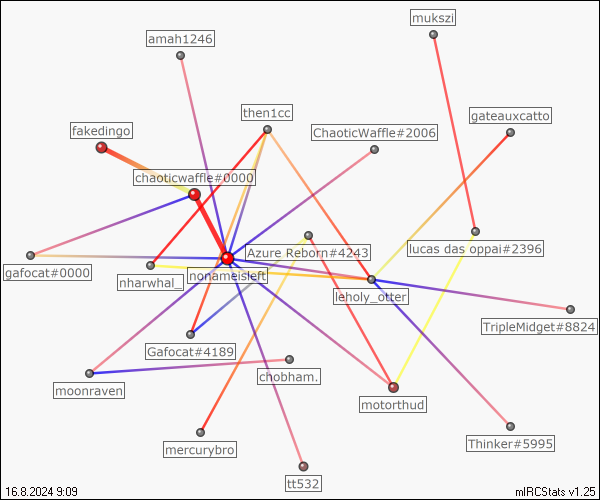 mukszi
amah1246
then1cc
gateauxcatto
fakedingo
ChaoticWaffle#2006
chaoticwaffle#0000
Azure Reborn#4243
lucas das oppai#2396
gafocat#0000
nharwhal_
nonameisleft
leholy_otter
TripleMidget#8824
Gafocat#4189
chobham.
moonraven
motorthud
mercurybro
Thinker#5995
tt532
16.8.2024 9:09
mIRCStats v1.25